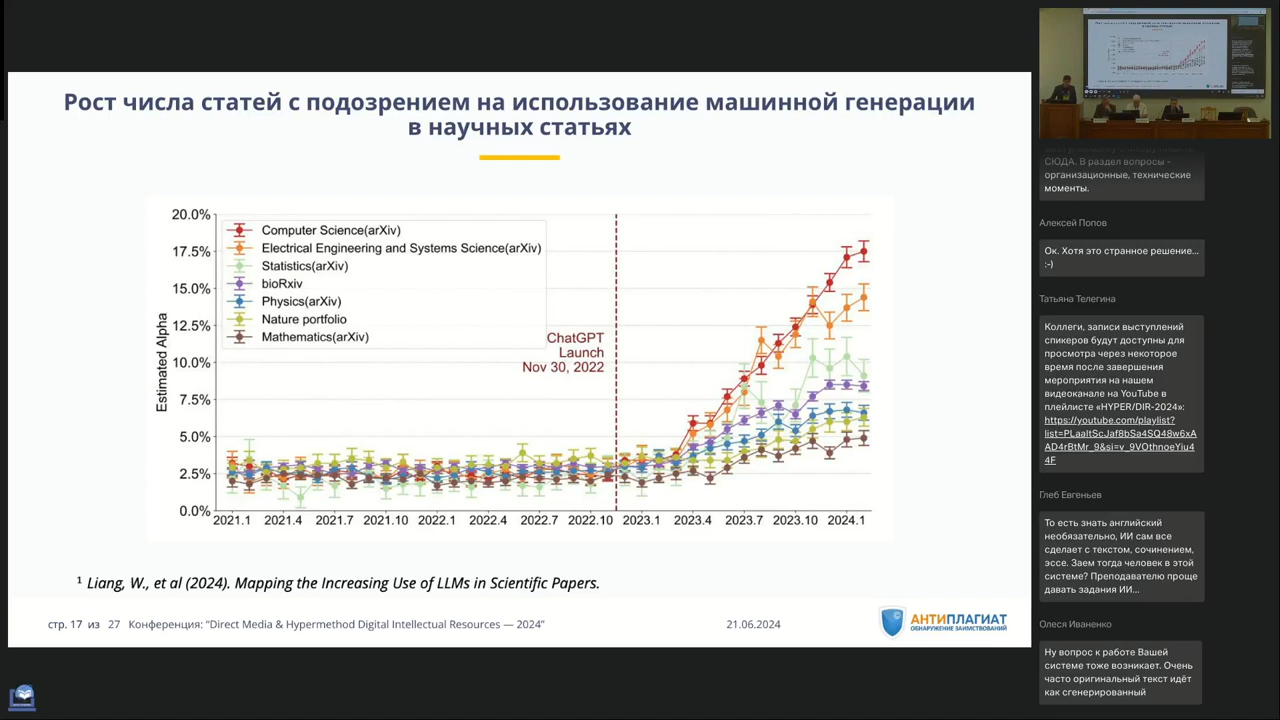 Рост числа статей с подозрением на использование машинной генерации
в научных статьях
20.0%
17.5%
15.0%
12.5%
10.0%
7.5%
5.0%
2.5%
0.0%
Estimated Alpha
Computer Science(arXiv)
Electrical Engineering and Systems Science(arXiv)
Statistics(arXiv)
bioRxiv
Physics(arXiv)
Nature portfolio
Mathematics(arXiv)
ChatGPT
Launch
Nov 30, 2022
2021.1 2021.4 2021.7 2021.10 2022.1 2022.4 2022.7 2022.10 2023.1 2023.4 2023.7 2023.10 2024.1
1 Liang, W., et al (2024). Mapping the Increasing Use of LLMs in Scientific Papers.
стр. 17 из 27 Конференция: "Direct Media & Hypermethod Digital Intellectual Resources — 2024" 21.06.2024
АНТИПЛАГИАТ
ОБНАРУЖЕНИЕ ЗАИМСТВОВАНИЙ
СЮДА. В раздел вопросы -
организационные, технические
моменты.
Алексей Попов
Ок. Хотя это странное решение...
:-)
Татьяна Телегина
Коллеги, записи выступлений
спикеров будут доступны для
просмотра через некоторое
время после завершения
мероприятия на нашем
видеоканале на YouTube в
плейлисте «HYPER/DIR-2024»:
https://youtube.com/playlist?
list=PLaaltScJaf8bSa4SQ48w6xA
AD4rBtMr_9&si=v_9VOthnoeYiu4
4F
Глеб Евгеньев
То есть знать английский
необязательно, ИИ сам все
сделает с текстом, сочинением,
эссе. Заем тогда человек в этой
системе? Преподавателю проще
давать задания ИИ...
Олеся Иваненко
Ну вопрос к работе Вашей
системе тоже возникает. Очень
часто оригинальный текст идёт
как сгенерированный